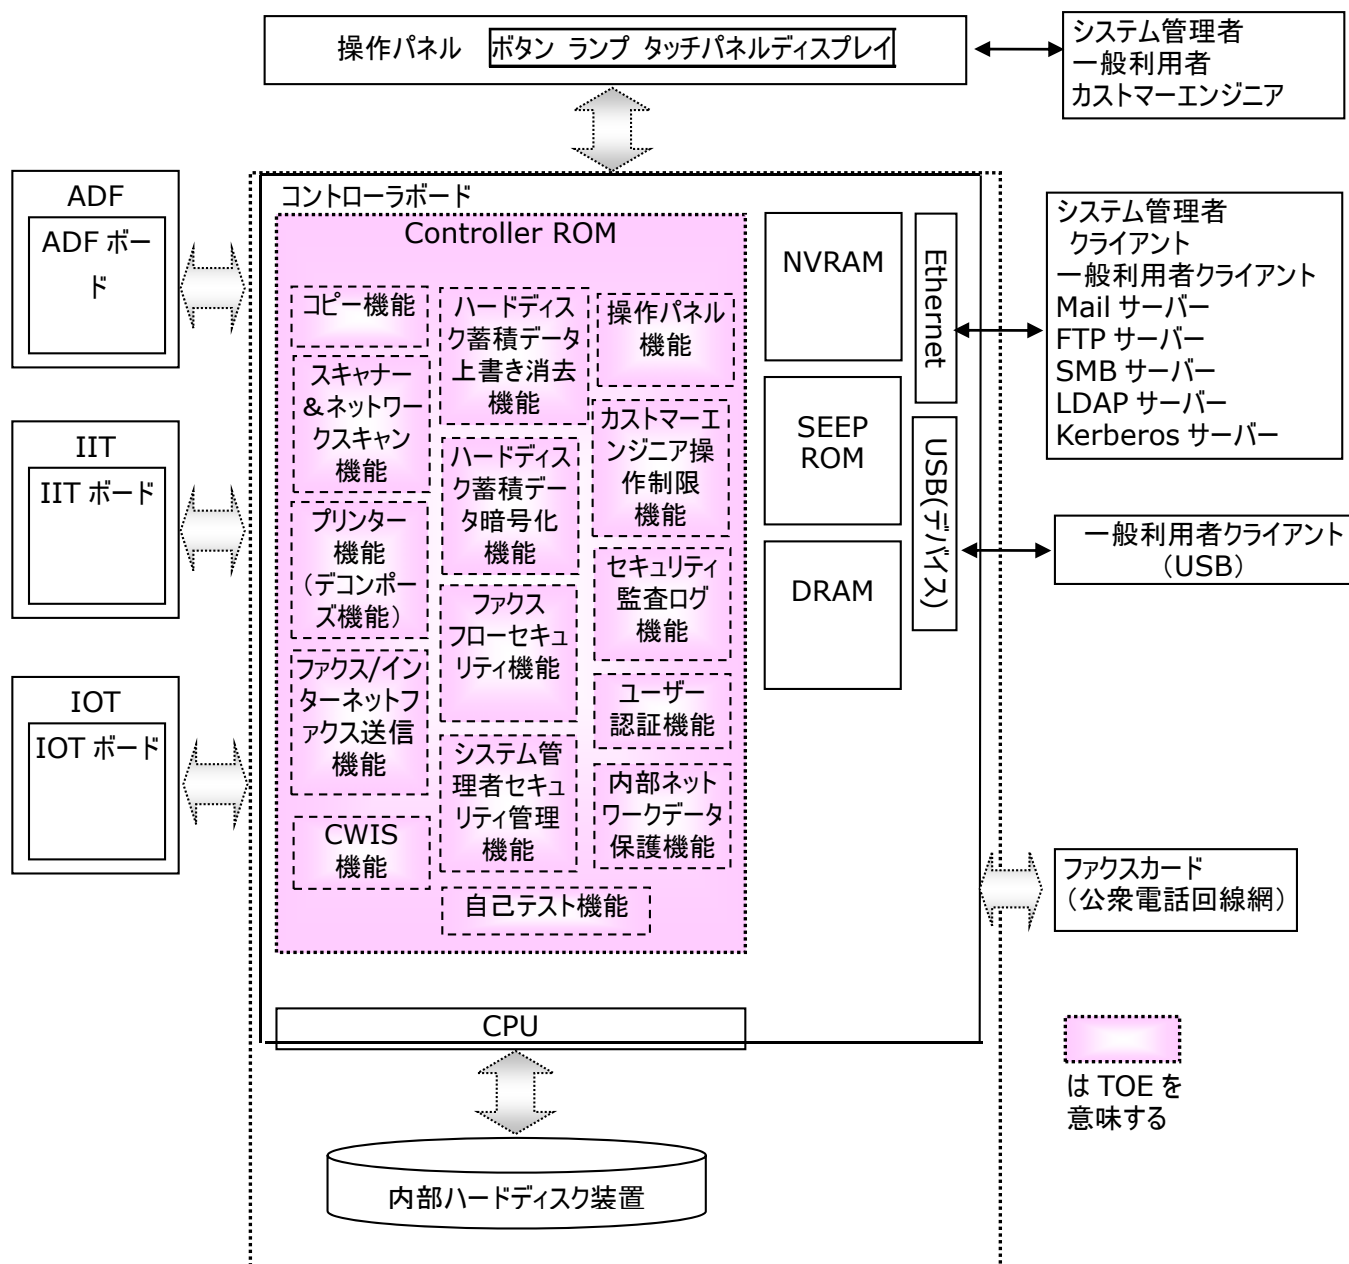 操作パネル ボタン ランプ タッチパネルディスプレイ
システム管理者
一般利用者
カストマーエンジニア
ADF
ADF ボー
ド
IIT
IIT ボード
IOT
IOT ボード
コントローラボード
Controller ROM
コピー機能
スキャナー
&ネットワー
クスキャン
機能
プリンター
機能
（デコンポー
ズ機能）
ファクス/イン
ターネットフ
ァクス送信
機能
CWIS
機能
ハードディス
ク蓄積データ
上書き消去
機能
ハードディス
ク蓄積デー
タ暗号化
機能
ファクス
フローセキュ
リティ機能
システム管
理者セキュ
リティ管理
機能
自己テスト機能
操作パネル
機能
カストマーエ
ンジニア操
作制限
機能
セキュリティ
監査ログ
機能
ユーザー
認証機能
内部ネット
ワークデータ
保護機能
NVRAM
SEEP
ROM
DRAM
Ethernet
USB(デバイス)
システム管理者
クライアント
一般利用者クライアント
Mail サーバー
FTP サーバー
SMB サーバー
LDAP サーバー
Kerberos サーバー
一般利用者クライアント
（USB）
ファクスカード
（公衆電話回線網）
CPU
内部ハードディスク装置
は TOE を
意味する